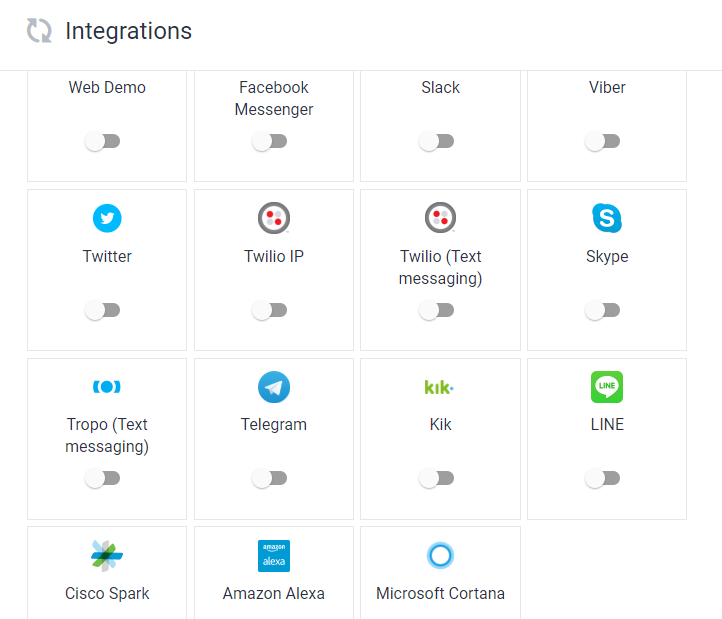 Integrations
Web Demo
Facebook
Messenger
Slack
Viber
Twitter
Twilio IP
Twilio (Text
messaging)
Skype
S
Tropo (Text
messaging)
Telegram
kik
Kik
LINE
LINE
Cisco Spark
amazon
alexa
Amazon Alexa
Microsoft Cortana